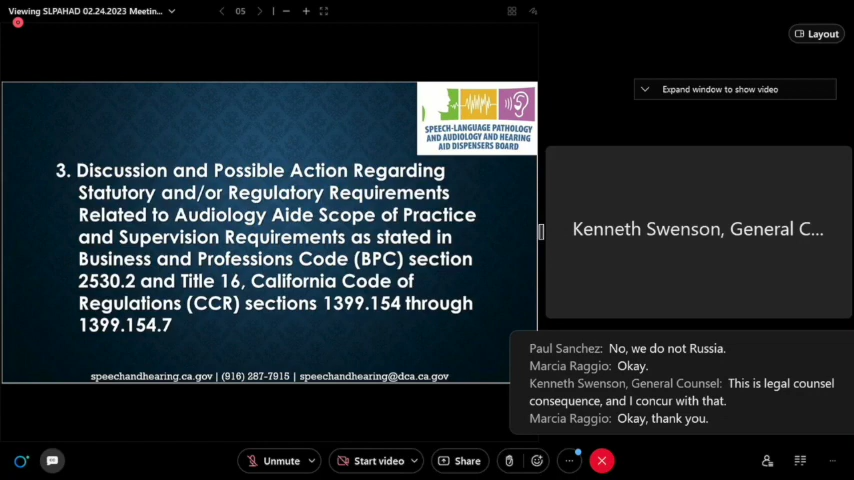 Viewing SLPAHAD 02.24.2023 Meetin...
05
Layout
Expand window to show video
SPEECH-LANGUAGE PATHOLOGY
AND AUDIOLOGY AND HEARING
AID DISPENSERS BOARD
3. Discussion and Possible Action Regarding
Statutory and/or Regulatory Requirements
Related to Audiology Aide Scope of Practice
and Supervision Requirements as stated in
Business and Professions Code (BPC) section
2530.2 and Title 16, California Code of
Regulations (CCR) sections 1399.154 through
1399.154.7
speechandhearing.ca.gov | (916) 287-7915 | speechandhearing@dca.ca.gov
Kenneth Swenson, General C...
Paul Sanchez: No, we do not Russia.
Marcia Raggio: Okay.
Kenneth Swenson, General Counsel: This is legal counsel
consequence, and I concur with that.
Marcia Raggio: Okay, thank you.
Unmute
Start video
Share